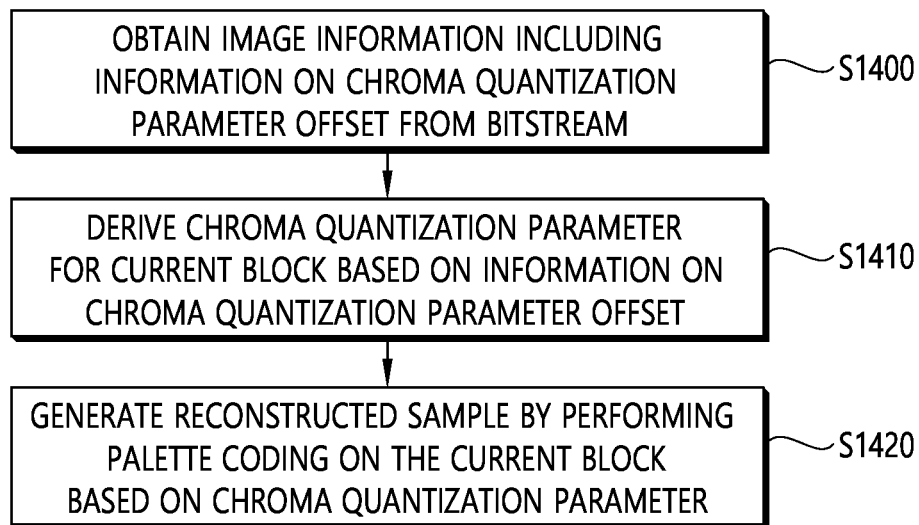 OBTAIN IMAGE INFORMATION INCLUDING
INFORMATION ON CHROMA QUANTIZATION
PARAMETER OFFSET FROM BITSTREAM
S1400
DERIVE CHROMA QUANTIZATION PARAMETER
FOR CURRENT BLOCK BASED ON INFORMATION ON
CHROMA QUANTIZATION PARAMETER OFFSET
S1410
GENERATE RECONSTRUCTED SAMPLE BY PERFORMING
PALETTE CODING ON THE CURRENT BLOCK
BASED ON CHROMA QUANTIZATION PARAMETER
S1420